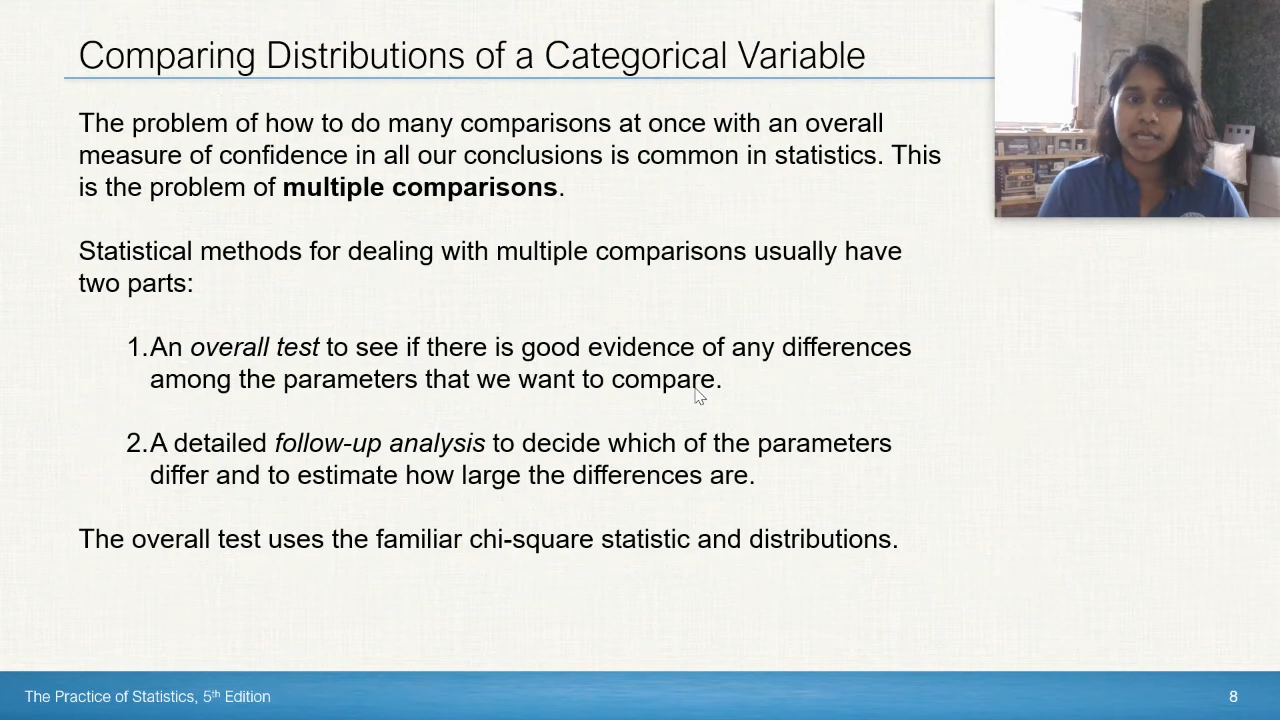 Comparing Distributions of a Categorical Variable
The problem of how to do many comparisons at once with an overall
measure of confidence in all our conclusions is common in statistics. This
is the problem of multiple comparisons.
Statistical methods for dealing with multiple comparisons usually have
two parts:
1.An overall test to see if there is good evidence of any differences
among the parameters that we want to compare.
2.A detailed follow-up analysis to decide which of the parameters
differ and to estimate how large the differences are.
The overall test uses the familiar chi-square statistic and distributions.
The Practice of Statistics, 5th Edition
8